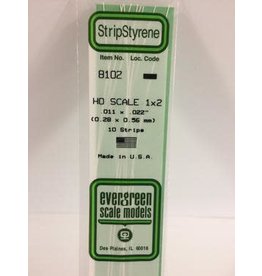 StripStyrene
Item No. Loc. Code
8102
HO SCALE 1x2
.011 x .022"
(0.28 x 0.56 mm)
10 Strips
Made in U.S.A.
evergreen
scale models
Des Plaines, IL 60018